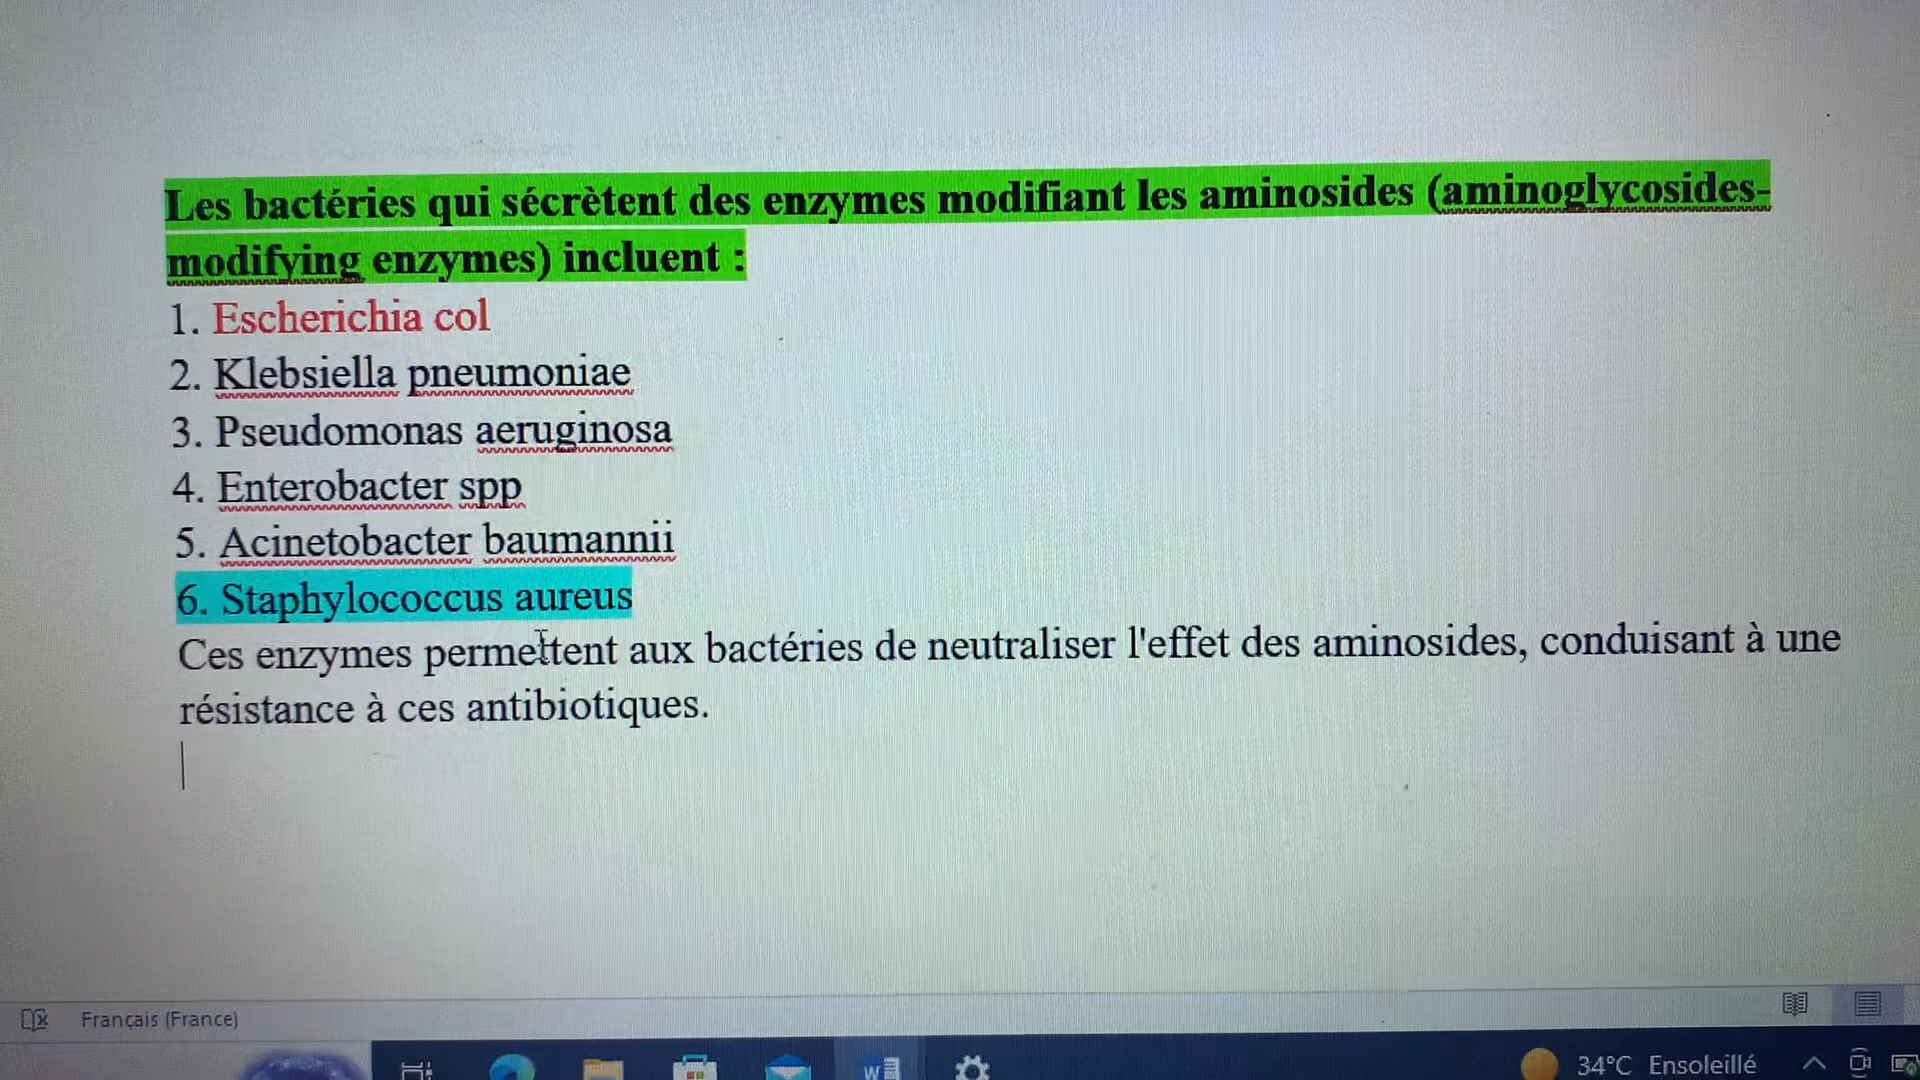 Les bactéries qui sécrètent des enzymes modifiant les aminosides (aminoglycosides-
modifying enzymes) incluent :
1. Escherichia col
2. Klebsiella pneumoniae
3. Pseudomonas aeruginosa
4. Enterobacter spp
5. Acinetobacter baumannii
6. Staphylococcus aureus
Ces enzymes permettent aux bactéries de neutraliser l'effet des aminosides, conduisant à une
résistance à ces antibiotiques.
Français (France)
34°C Ensoleillé